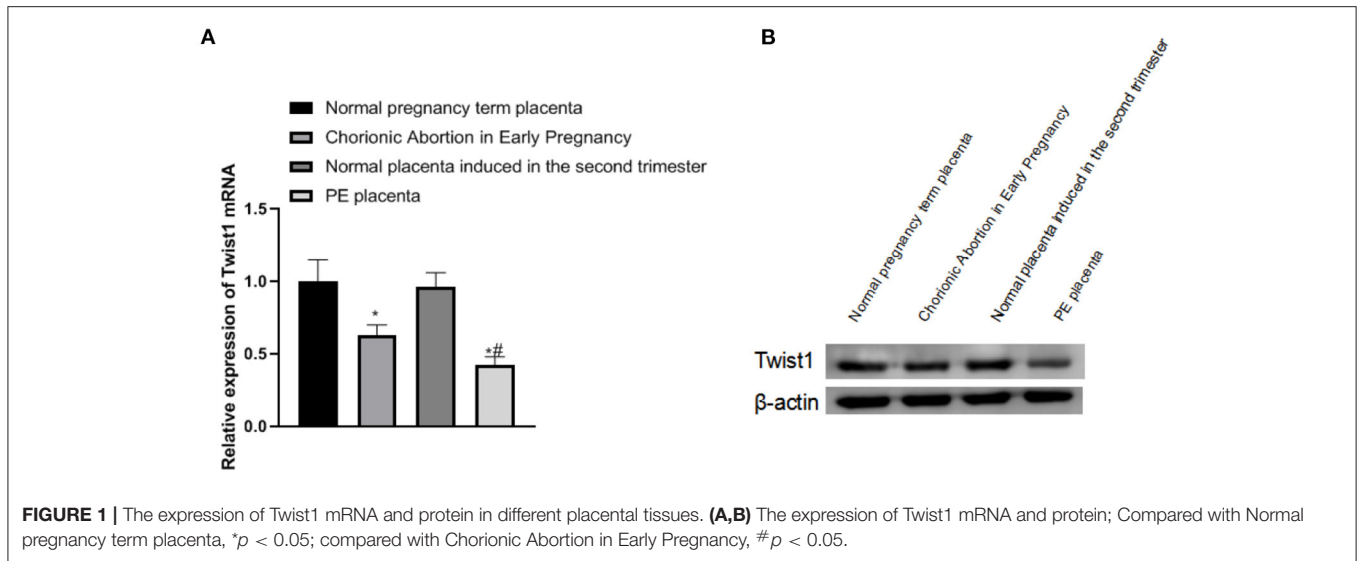 A
Normal pregnancy term placenta
Chorionic Abortion in Early Pregnancy
Normal placenta induced in the second trimester
PE placenta
Relative expression of Twist1 mRNA
1.5
1.0
0.5
0.0
*
*#
B
Normal pregnancy term placenta
Chorionic Abortion in Early Pregnancy
Normal placenta induced in the second trimester
PE placenta
Twist1
β-actin
FIGURE 1 | The expression of Twist1 mRNA and protein in different placental tissues. (A,B) The expression of Twist1 mRNA and protein; Compared with Normal
pregnancy term placenta, *p < 0.05; compared with Chorionic Abortion in Early Pregnancy, #p < 0.05.